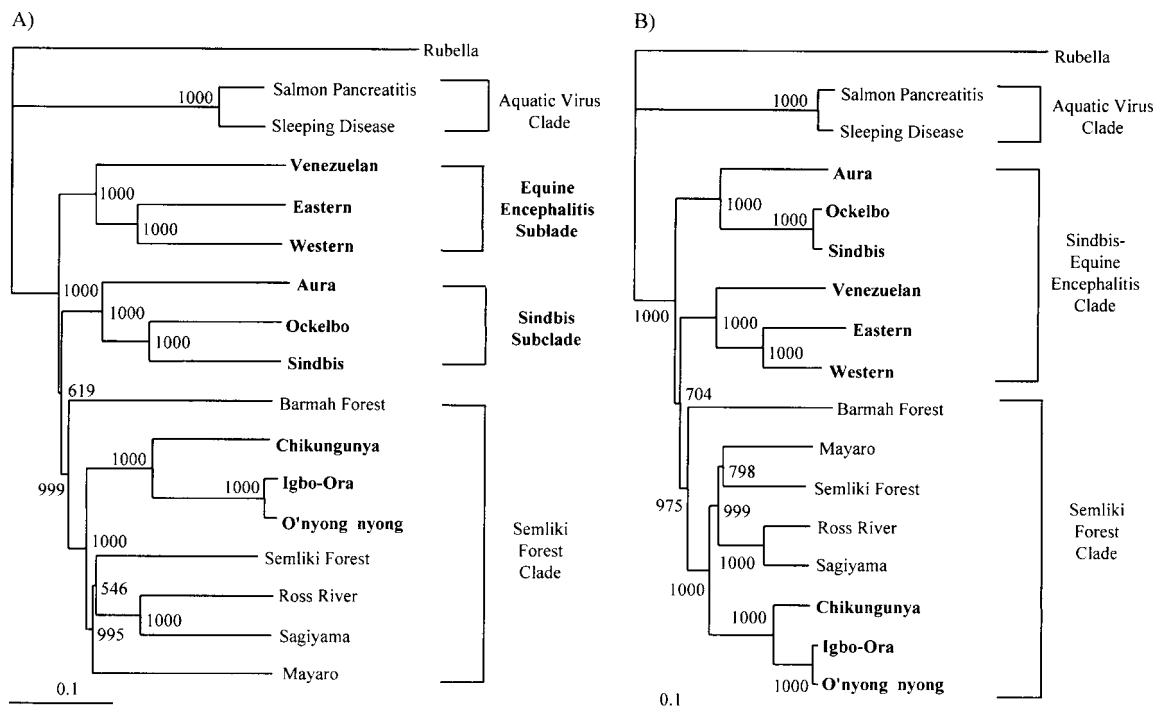 A)
Rubella
1000
Salmon Pancreatitis
Sleeping Disease
Aquatic Virus
Clade
Venezuelan
1000
Eastern
1000
Western
Equine
Encephalitis
Sublade
1000
Aura
1000
Ockelbo
1000
Sindbis
Sindbis
Subclade
619
Barmah Forest
Chikungunya
1000
Igbo-Ora
1000
O'nyong nyong
999
1000
Semliki Forest
546
Ross River
1000
995
Sagiyama
Mayaro
Semliki
Forest
Clade
0.1
B)
Rubella
1000
Salmon Pancreatitis
Sleeping Disease
Aquatic Virus
Clade
Aura
1000
1000
Ockelbo
Sindbis
Venezuelan
1000
1000
Eastern
1000
Western
Sindbis-
Equine
Encephalitis
Clade
704
Barmah Forest
Mayaro
798
Semliki Forest
975
999
Ross River
1000
Sagiyama
1000
Chikungunya
1000
Igbo-Ora
1000
O'nyong nyong
Semliki
Forest
Clade
0.1